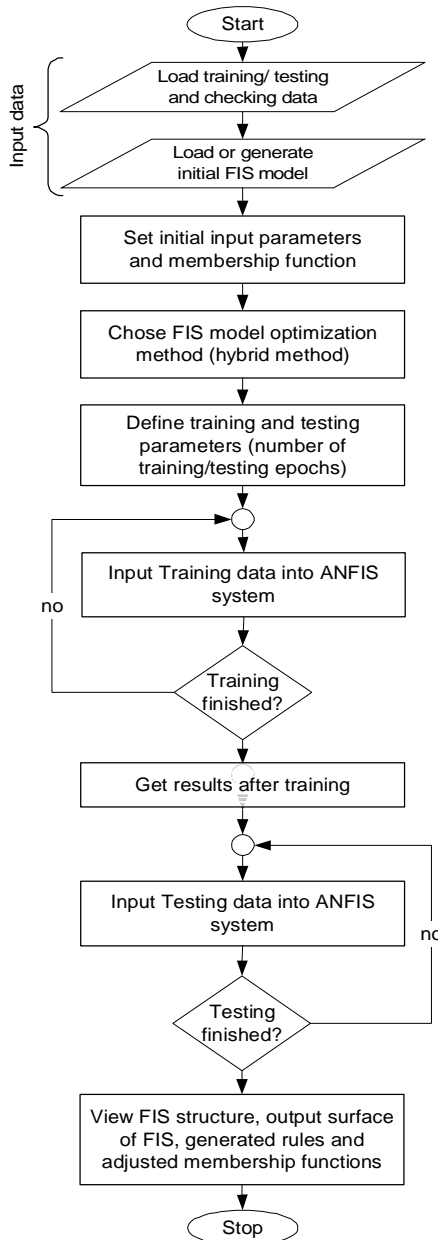 Start
Input data
Load training/ testing
and checking data
Load or generate
initial FIS model
Set initial input parameters
and membership function
Chose FIS model optimization
method (hybrid method)
Define training and testing
parameters (number of
training/testing epochs)
Input Training data into ANFIS
system
no
Training
finished?
Get results after training
Input Testing data into ANFIS
system
no
Testing
finished?
View FIS structure, output surface
of FIS, generated rules and
adjusted membership functions
Stop